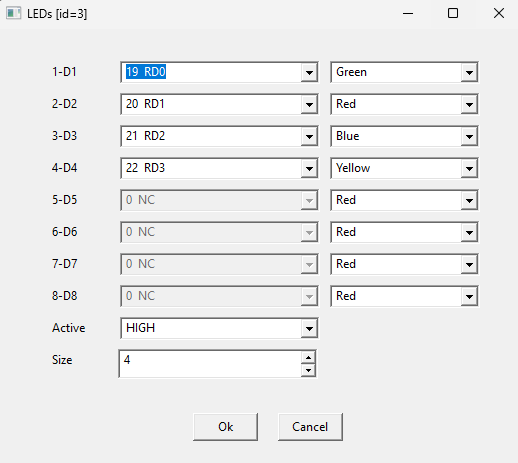 LEDs [id=3]
1-D1 19 RD0 Green
2-D2 20 RD1 Red
3-D3 21 RD2 Blue
4-D4 22 RD3 Yellow
5-D5 0 NC Red
6-D6 0 NC Red
7-D7 0 NC Red
8-D8 0 NC Red
Active HIGH
Size 4
Ok Cancel